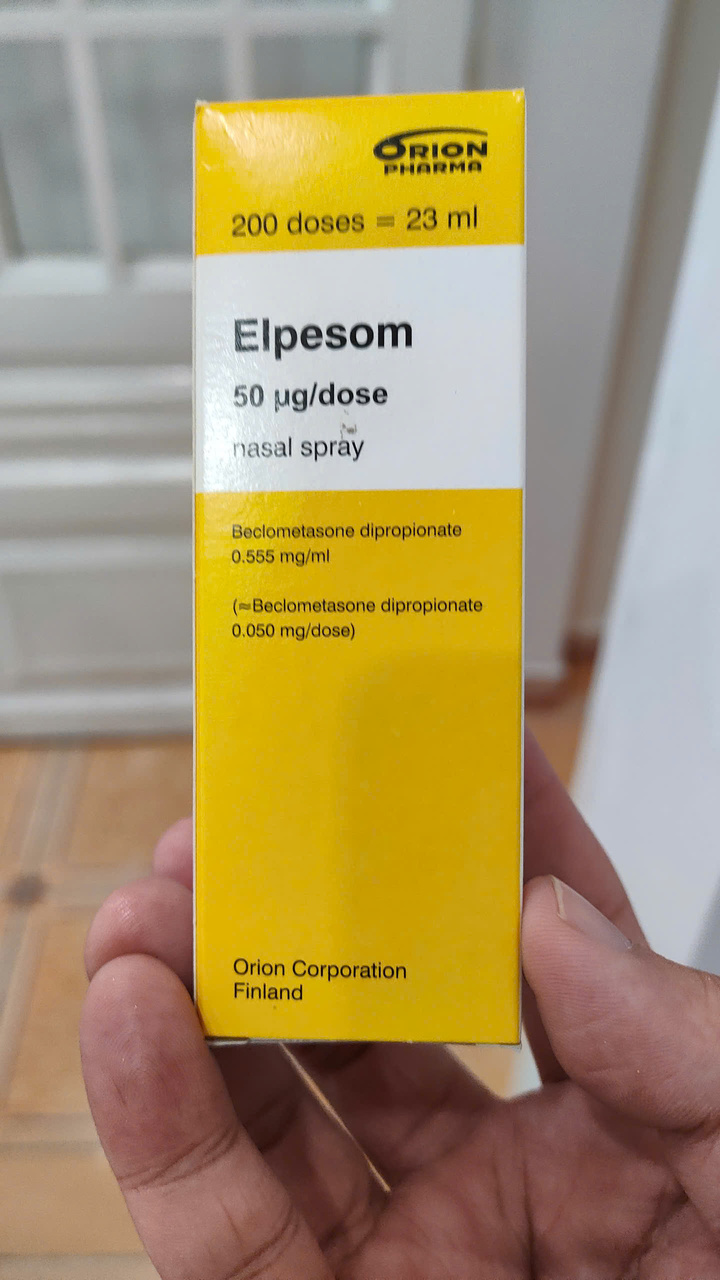 ORION
PHARMA
200 doses = 23 ml
Elpesom
50 µg/dose
nasal spray
Beclometasone dipropionate
0.555 mg/ml
(≈Beclometasone dipropionate
0.050 mg/dose)
Orion Corporation
Finland